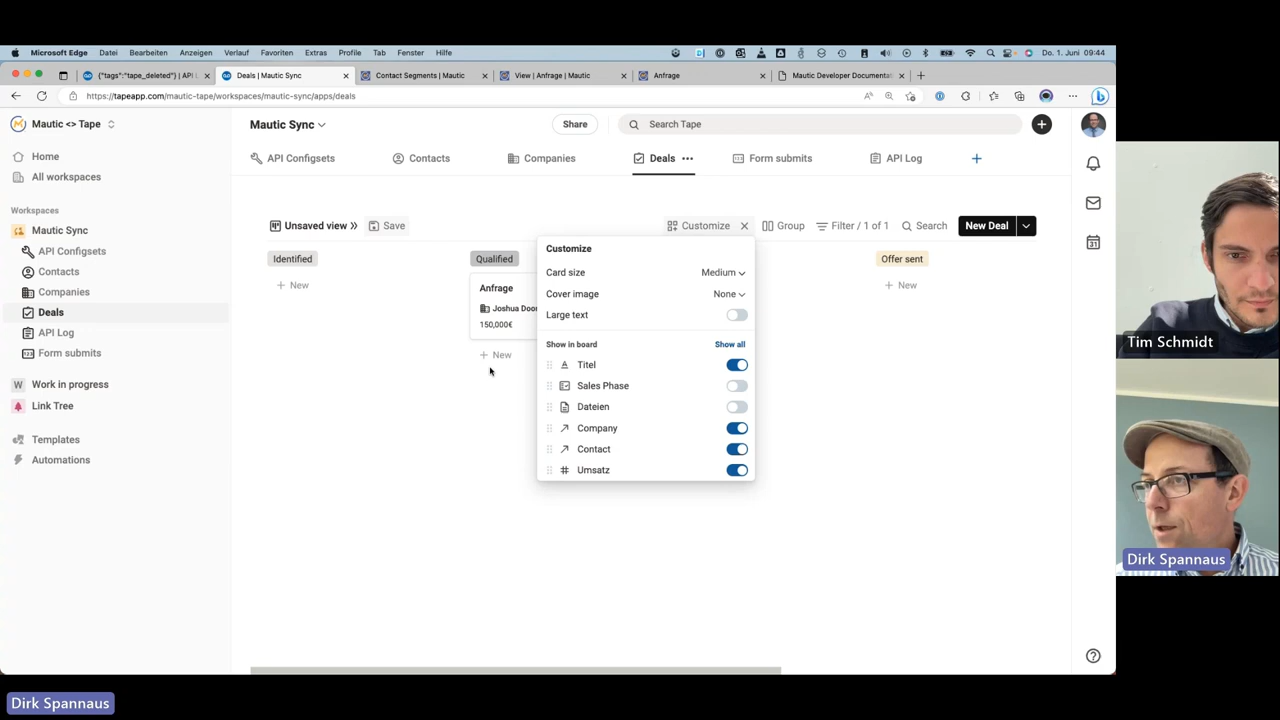 Microsoft Edge Datei Bearbeiten Anzeigen Verlauf Favoriten Extras Profile Tab Fenster Hilfe Do. 1. Juni 09:44
{"tags":"tape_deleted"} | API L
Deals | Mautic Sync
Contact Segments | Mautic
View | Anfrage | Mautic
Anfrage
Mautic Developer Documenta
https://tapeapp.com/mautic-tape/workspaces/mautic-sync/apps/deals
Mautic <> Tape
Mautic Sync
Share
Search Tape
Home
All workspaces
API Configsets
Contacts
Companies
Deals
Form submits
API Log
Workspaces
Mautic Sync
API Configsets
Contacts
Companies
Deals
API Log
Form submits
Work in progress
Link Tree
Templates
Automations
Unsaved view
Save
Customize
Group
Filter / 1 of 1
Search
New Deal
Identified
New
Qualified
Anfrage
Joshua Door
150,000€
New
Customize
Card size Medium
Cover image None
Large text
Show in board Show all
Titel
Sales Phase
Dateien
Company
Contact
Umsatz
Offer sent
New
Tim Schmidt
Dirk Spannaus
Dirk Spannaus